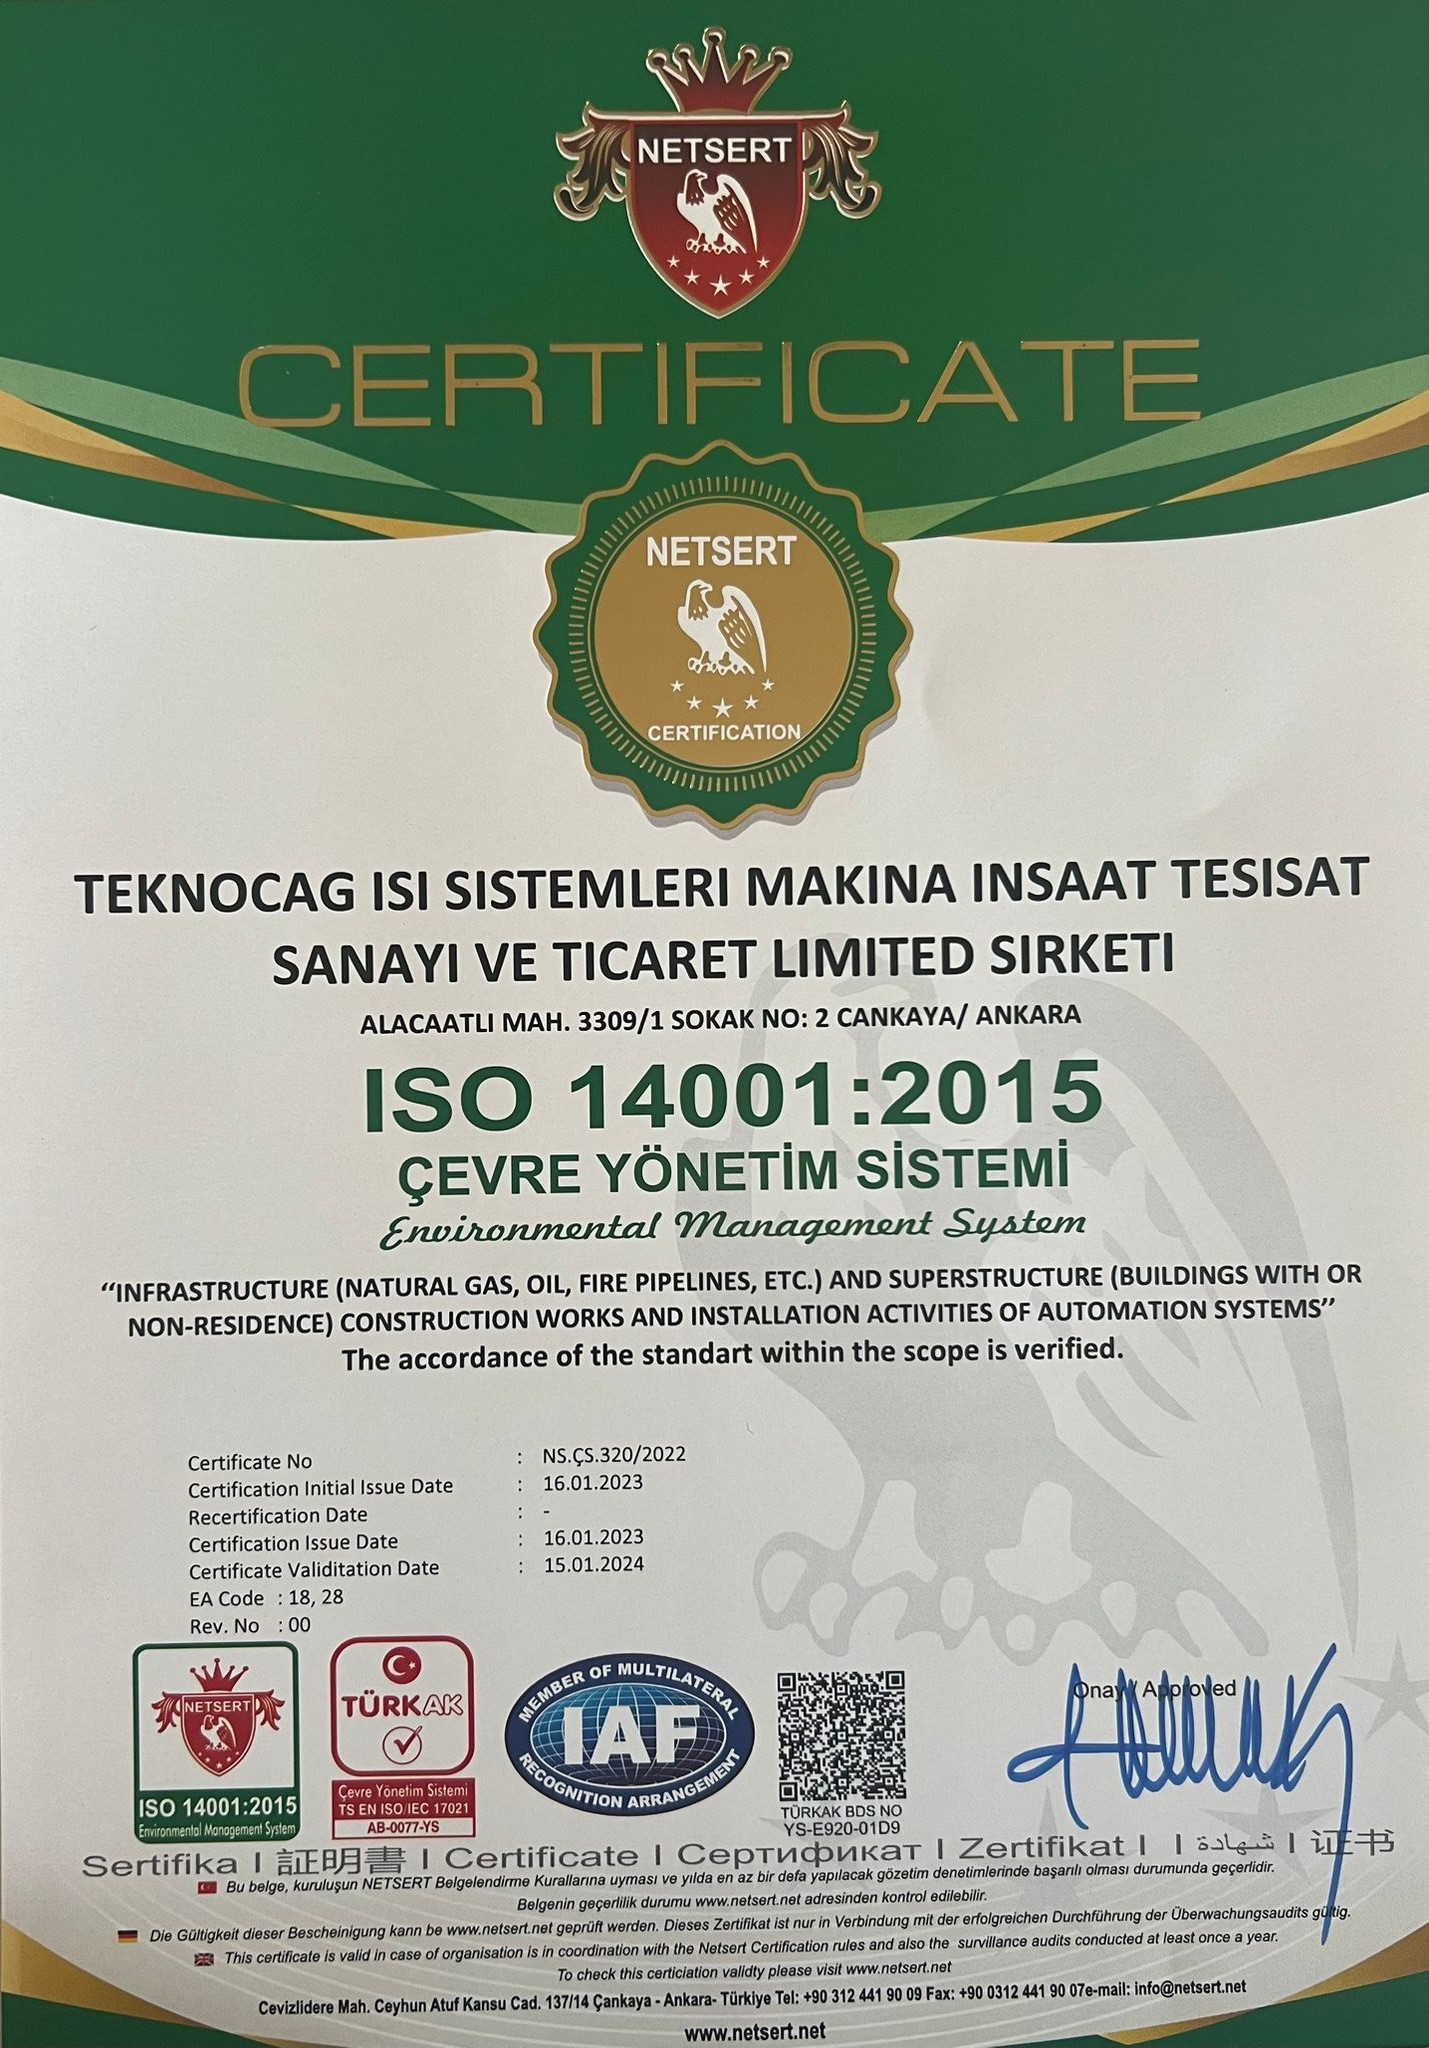 NETSERT
CERTIFICATE
NETSERT
CERTIFICATION
TEKNOCAG ISI SISTEMLERI MAKINA INSAAT TESISAT
SANAYI VE TICARET LIMITED SIRKETI
ALACAATLI MAH. 3309/1 SOKAK NO: 2 CANKAYA/ ANKARA
ISO 14001:2015
ÇEVRE YÖNETİM SİSTEMİ
Environmental Management System
“INFRASTRUCTURE (NATURAL GAS, OIL, FIRE PIPELINES, ETC.) AND SUPERSTRUCTURE (BUILDINGS WITH OR
NON-RESIDENCE) CONSTRUCTION WORKS AND INSTALLATION ACTIVITIES OF AUTOMATION SYSTEMS”
The accordance of the standart within the scope is verified.
Certificate No : NS.ÇS.320/2022
Certification Initial Issue Date : 16.01.2023
Recertification Date : -
Certification Issue Date : 16.01.2023
Certificate Validitation Date : 15.01.2024
EA Code : 18, 28
Rev. No : 00
NETSERT
ISO 14001:2015
Environmental Management System
TÜRKAK
Çevre Yönetim Sistemi
TS EN ISO/IEC 17021
AB-0077-YS
MEMBER OF MULTILATERAL
IAF
RECOGNITION ARRANGEMENT
TÜRKAK BDS NO
YS-E920-01D9
Onay / Approved
Sertifika I 証明書 I Certificate I Сертификат I Zertifikat I I شهادة I 证书
Bu belge, kuruluşun NETSERT Belgelendirme Kurallarına uyması ve yılda en az bir defa yapılacak gözetim denetimlerinde başarılı olması durumunda geçerlidir.
Belgenin geçerlilik durumu www.netsert.net adresinden kontrol edilebilir.
Die Gültigkeit dieser Bescheinigung kann be www.netsert.net geprüft werden. Dieses Zertifikat ist nur in Verbindung mit der erfolgreichen Durchführung der Überwachungsaudits gültig.
This certificate is valid in case of organisation is in coordination with the Netsert Certification rules and also the survillance audits conducted at least once a year.
To check this certiciation validty please visit www.netsert.net
Cevizlidere Mah. Ceyhun Atuf Kansu Cad. 137/14 Çankaya - Ankara- Türkiye Tel: +90 312 441 90 09 Fax: +90 0312 441 90 07e-mail: info@netsert.net
www.netsert.net